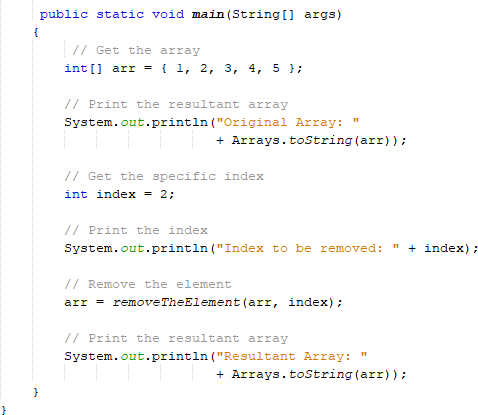 public static void main(String[] args)
{
// Get the array
int[] arr = { 1, 2, 3, 4, 5 };
// Print the resultant array
System.out.println("Original Array: "
+ Arrays.toString(arr));
// Get the specific index
int index = 2;
// Print the index
System.out.println("Index to be removed: " + index);
// Remove the element
arr = removeTheElement(arr, index);
// Print the resultant array
System.out.println("Resultant Array: "
+ Arrays.toString(arr));
}
}